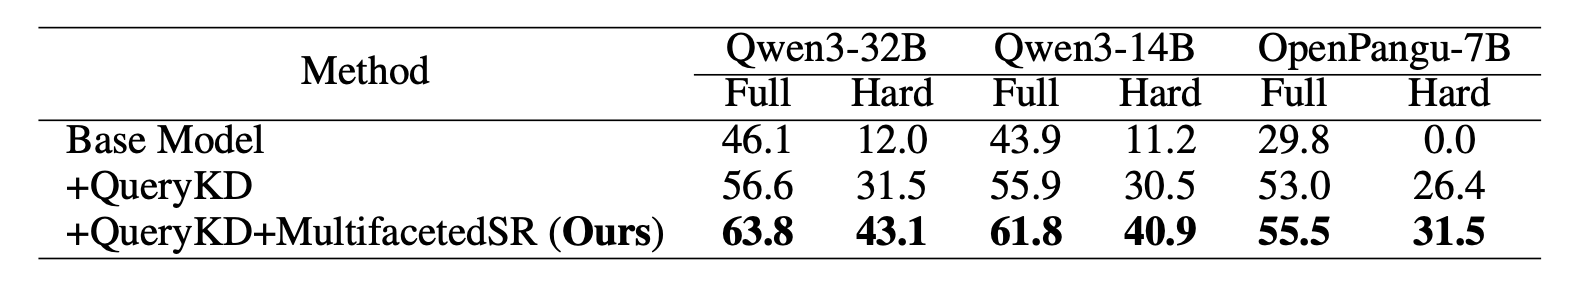 Method Qwen3-32B Qwen3-14B OpenPangu-7B
Full Hard Full Hard Full Hard
Base Model 46.1 12.0 43.9 11.2 29.8 0.0
+QueryKD 56.6 31.5 55.9 30.5 53.0 26.4
+QueryKD+MultifacetedSR (Ours) 63.8 43.1 61.8 40.9 55.5 31.5